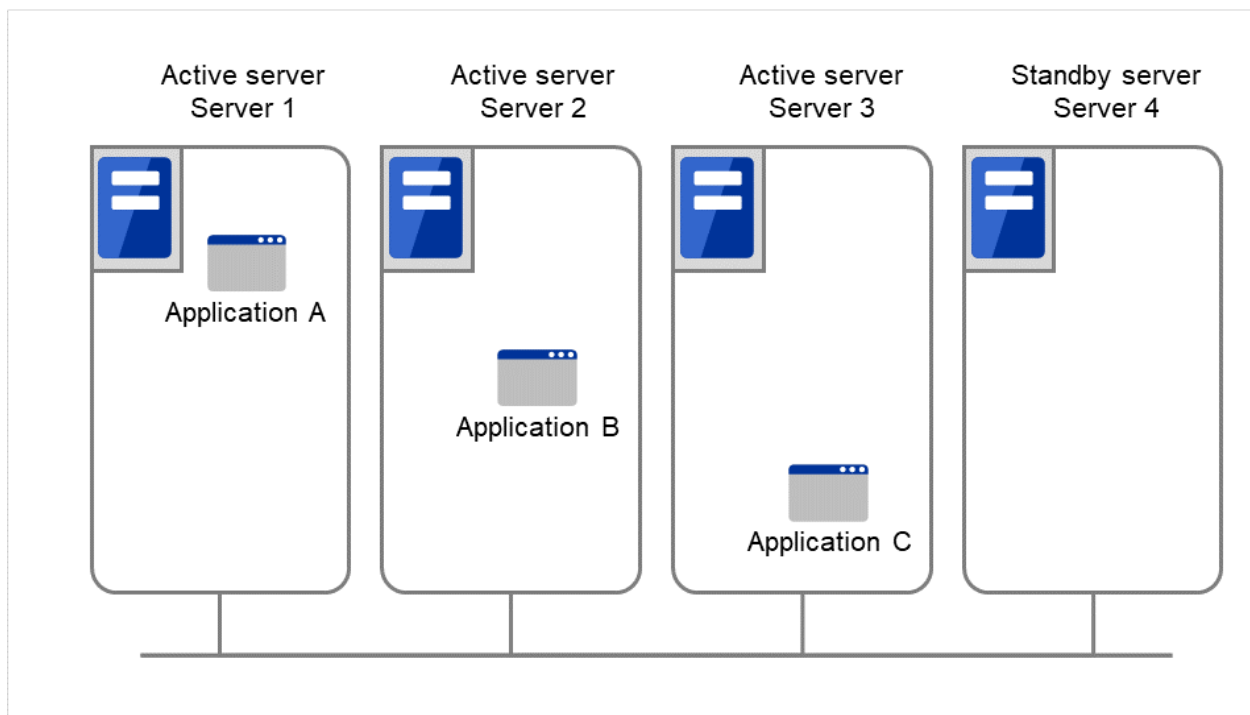 Active server
Server 1
Active server
Server 2
Active server
Server 3
Standby server
Server 4
Application A
Application B
Application C